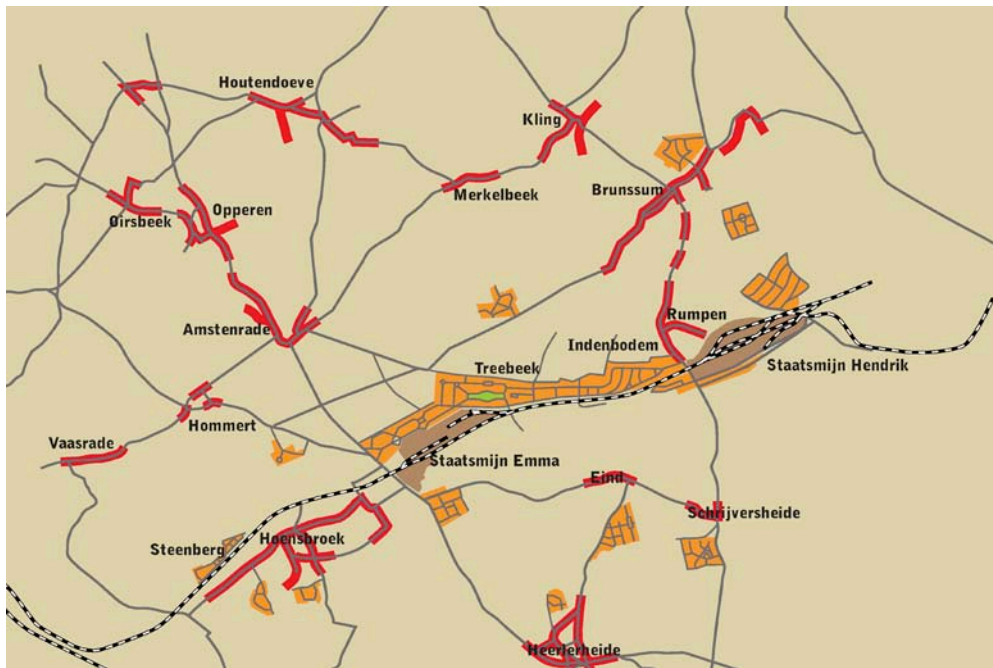 Houtendoeve
Kling
Brunssum
Merkelbeek
Opperen
Oirsbeek
Rumpen
Amstenrade
Indenbodem
Treebeek
Staatsmijn Hendrik
Hommert
Vaasrade
Staatsmijn Emma
Eind
Schrijversheide
Hoensbroek
Steenberg
Heerlerheide